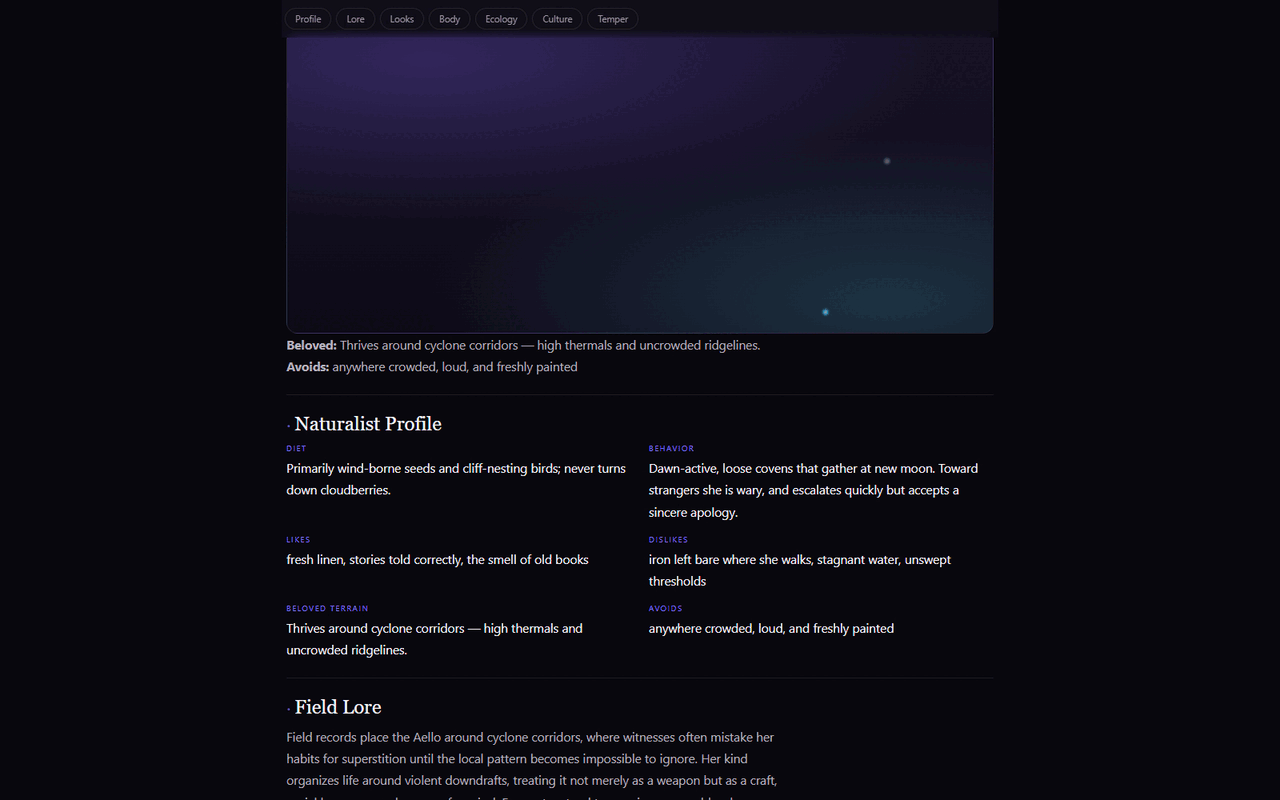 Profile Lore Looks Body Ecology Culture Temper
Beloved: Thrives around cyclone corridors — high thermals and uncrowded ridgelines.
Avoids: anywhere crowded, loud, and freshly painted
· Naturalist Profile
DIET
Primarily wind-borne seeds and cliff-nesting birds; never turns
down cloudberries.
BEHAVIOR
Dawn-active, loose covens that gather at new moon. Toward
strangers she is wary, and escalates quickly but accepts a
sincere apology.
LIKES
fresh linen, stories told correctly, the smell of old books
DISLIKES
iron left bare where she walks, stagnant water, unswept
thresholds
BELOVED TERRAIN
Thrives around cyclone corridors — high thermals and
uncrowded ridgelines.
AVOIDS
anywhere crowded, loud, and freshly painted
· Field Lore
Field records place the Aello around cyclone corridors, where witnesses often mistake her
habits for superstition until the local pattern becomes impossible to ignore. Her kind
organizes life around violent downdrafts, treating it not merely as a weapon but as a craft,